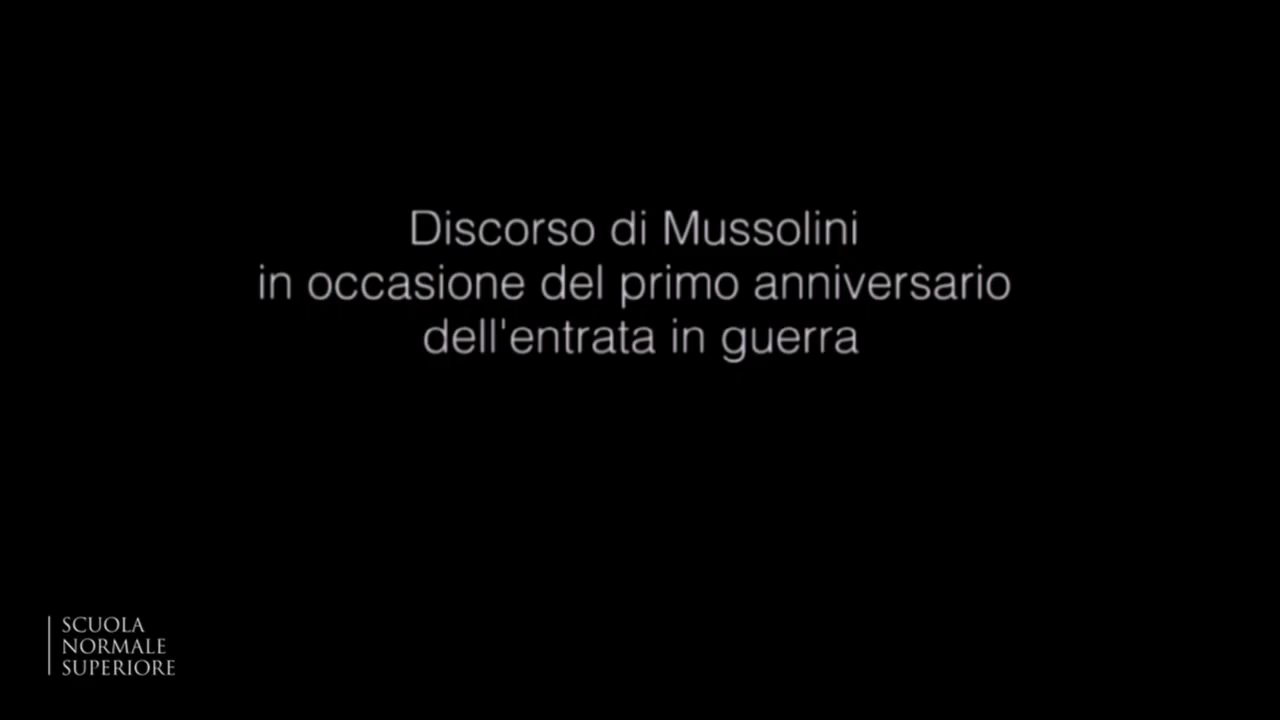 Discorso di Mussolini
in occasione del primo anniversario
dell'entrata in guerra
SCUOLA
NORMALE
SUPERIORE